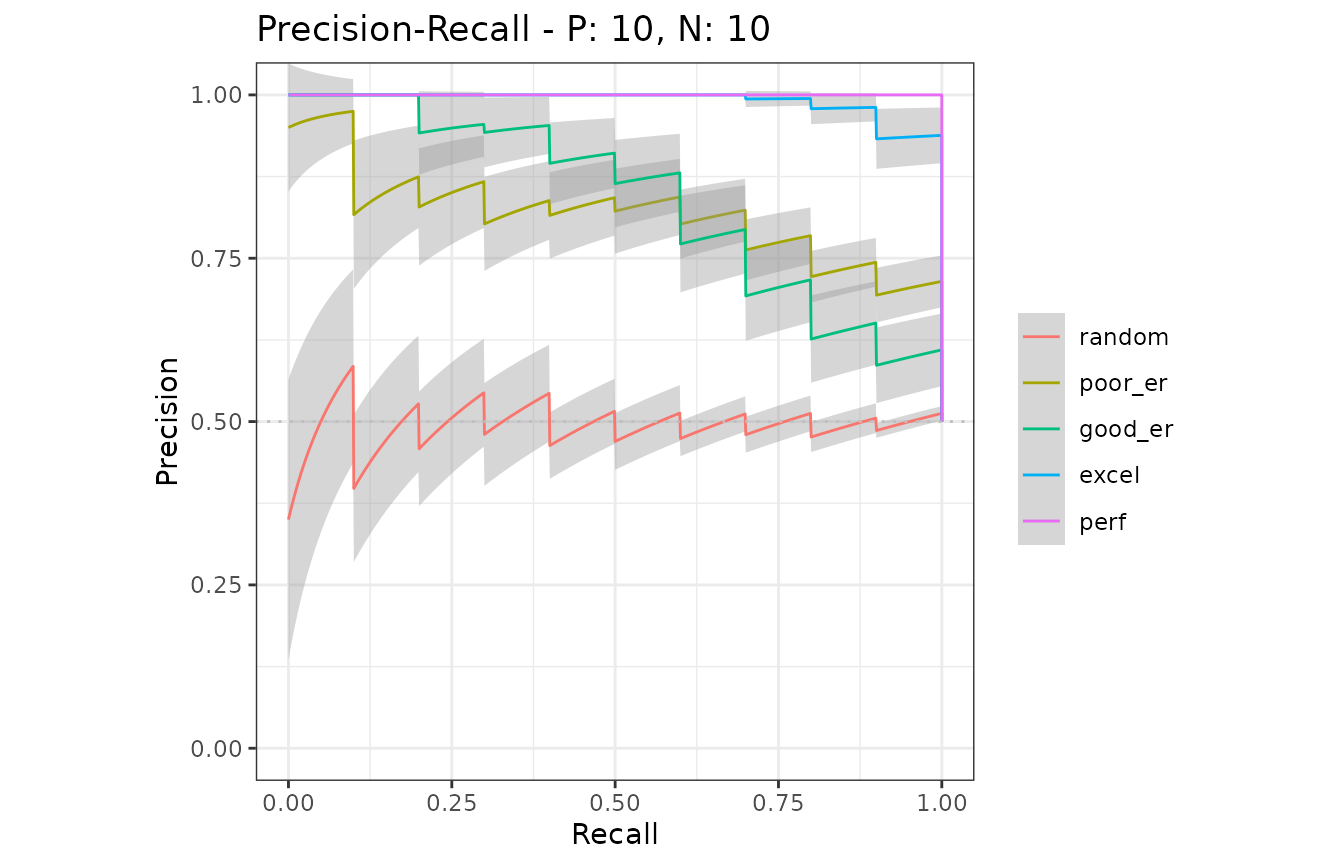 Precision-Recall - P: 10, N: 10
Precision
1.00
0.75
0.50
0.25
0.00
0.00 0.25 0.50 0.75 1.00
Recall
random
poor_er
good_er
excel
perf